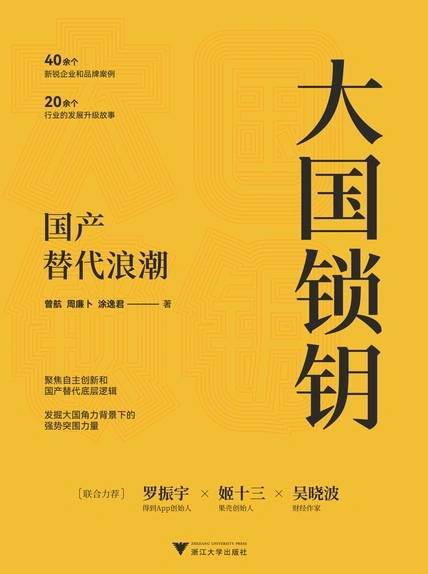 40余个
新锐企业和品牌案例
20余个
行业的发展升级故事
大国锁钥
国产
替代浪潮
曾航 周廉卜 涂逸君 著
聚焦自主创新和
国产替代底层逻辑
发掘大国角力背景下的
强势突围力量
[联合力荐] 罗振宇 × 姬十三 × 吴晓波
得到App创始人 果壳创始人 财经作家
ZHEJIANG UNIVERSITY PRESS
浙江大学出版社